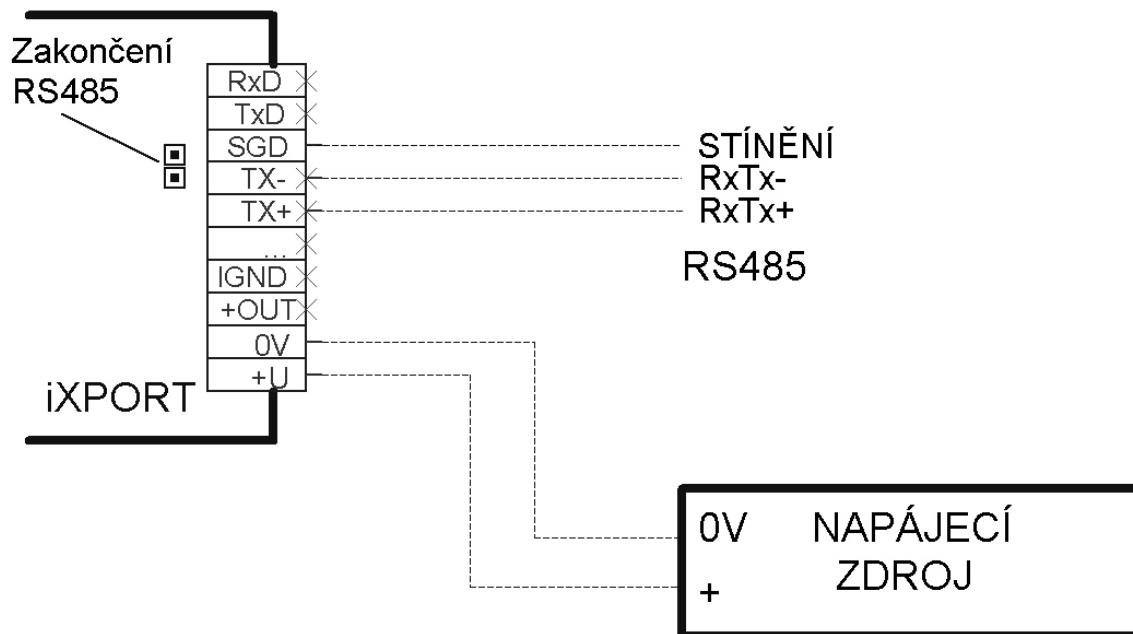 Zakončení
RS485
RxD
TxD
SGD
TX-
TX+
...
IGND
+OUT
0V
+U
iXPORT
STÍNĚNÍ
RxTx-
RxTx+
RS485
0V NAPÁJECÍ
ZDROJ
+